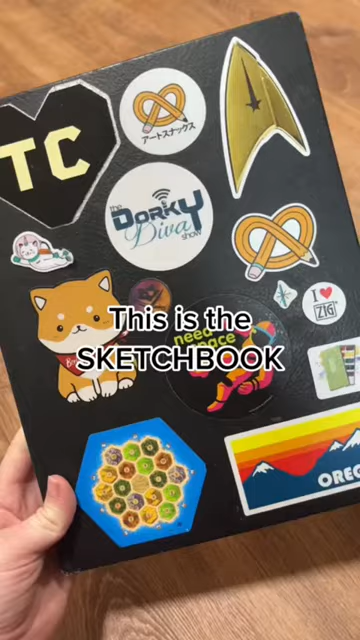 TC
アートスナックス
the
DORKY
Diva
show
This is the
SKETCHBOOK
I ♥
ZIG
need
space
OREG